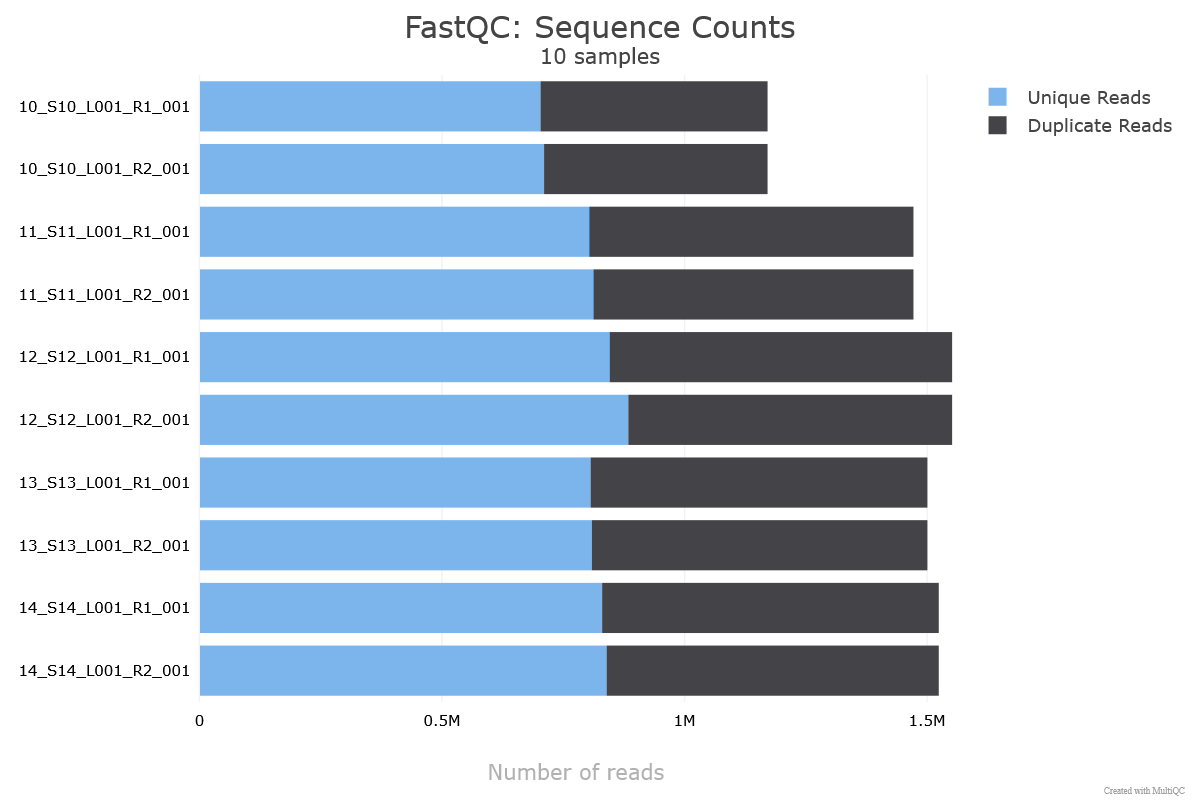 FastQC: Sequence Counts
10 samples
Unique Reads
Duplicate Reads
10_S10_L001_R1_001
10_S10_L001_R2_001
11_S11_L001_R1_001
11_S11_L001_R2_001
12_S12_L001_R1_001
12_S12_L001_R2_001
13_S13_L001_R1_001
13_S13_L001_R2_001
14_S14_L001_R1_001
14_S14_L001_R2_001
0 0.5M 1M 1.5M
Number of reads
Created with MultiQC